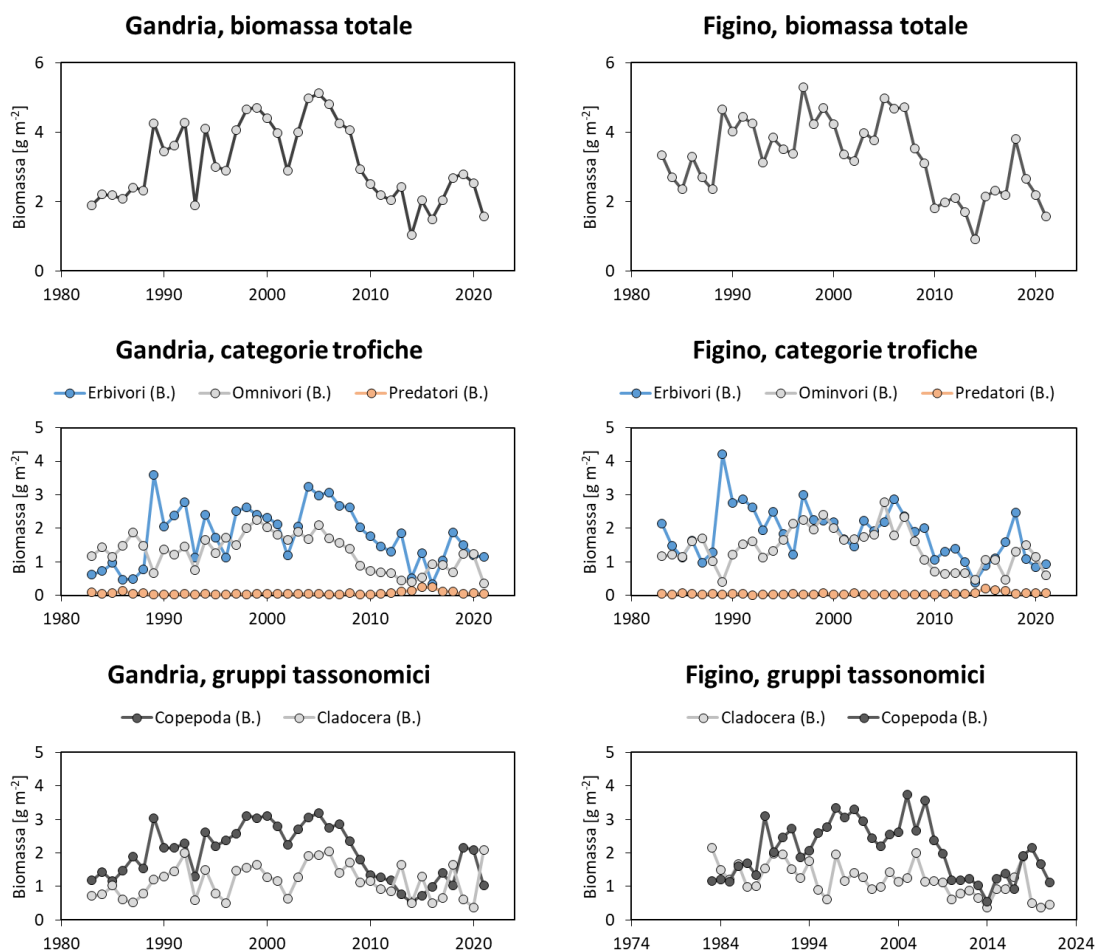 Gandria, biomassa totale
Biomassa [g m-2]
6
4
2
0
1980 1990 2000 2010 2020
Figino, biomassa totale
Biomassa [g m-2]
6
4
2
0
1980 1990 2000 2010 2020
Gandria, categorie trofiche
Erbivori (B.) Omnivori (B.) Predatori (B.)
Biomassa [g m-2]
5
4
3
2
1
0
1980 1990 2000 2010 2020
Figino, categorie trofiche
Erbivori (B.) Ominvori (B.) Predatori (B.)
Biomassa [g m-2]
5
4
3
2
1
0
1980 1990 2000 2010 2020
Gandria, gruppi tassonomici
Copepoda (B.) Cladocera (B.)
Biomassa [g m-2]
5
4
3
2
1
0
1980 1990 2000 2010 2020
Figino, gruppi tassonomici
Cladocera (B.) Copepoda (B.)
Biomassa [g m-2]
5
4
3
2
1
0
1974 1984 1994 2004 2014 2024